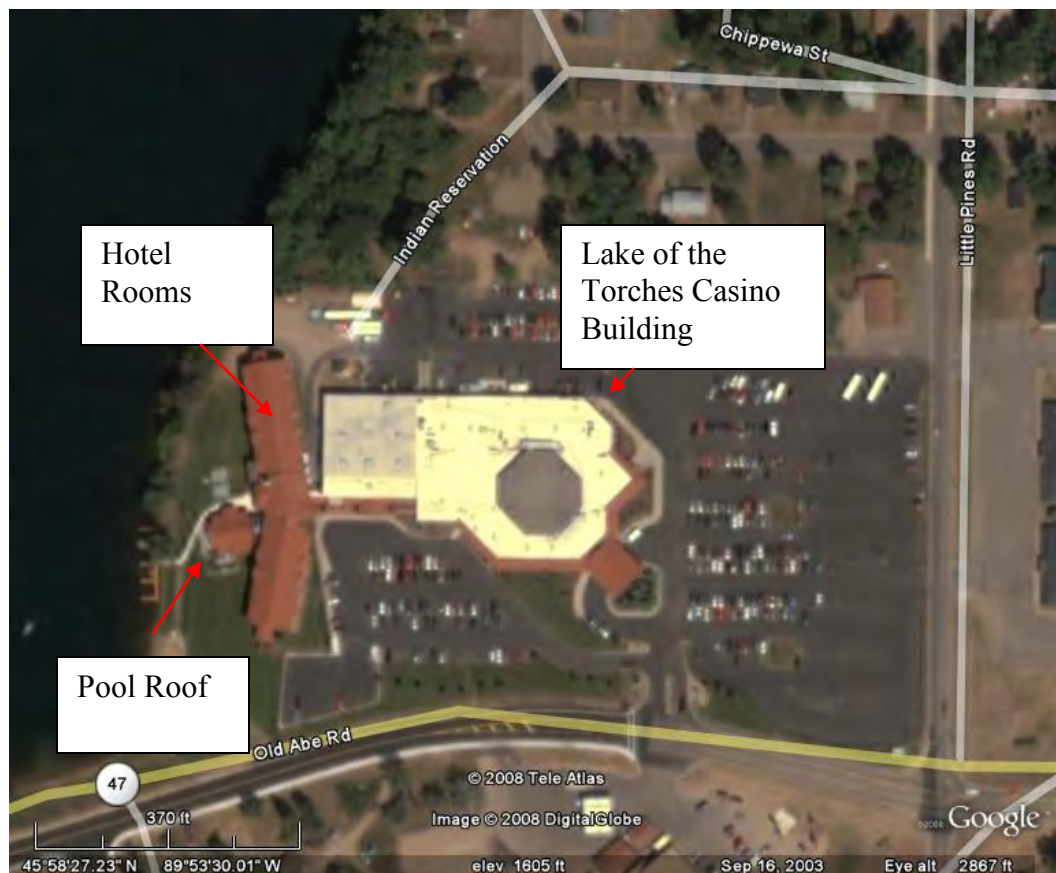 Chippewa St
Indian Reservation
Little Pines Rd
Hotel
Rooms
Lake of the
Torches Casino
Building
Pool Roof
Old Abe Rd
47
© 2008 Tele Atlas
370 ft
Image © 2008 DigitalGlobe
©2008 Google
45°58'27.23" N 89°53'30.01" W elev 1605 ft Sep 16, 2003 Eye alt 2867 ft